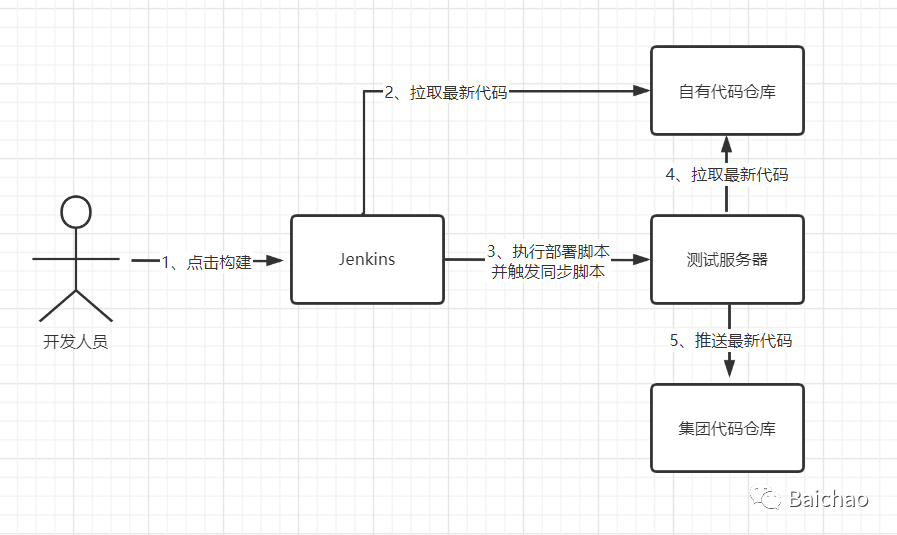 2、拉取最新代码
自有代码仓库
4、拉取最新代码
1、点击构建
Jenkins
3、执行部署脚本
并触发同步脚本
测试服务器
开发人员
5、推送最新代码
集团代码仓库
Baichao